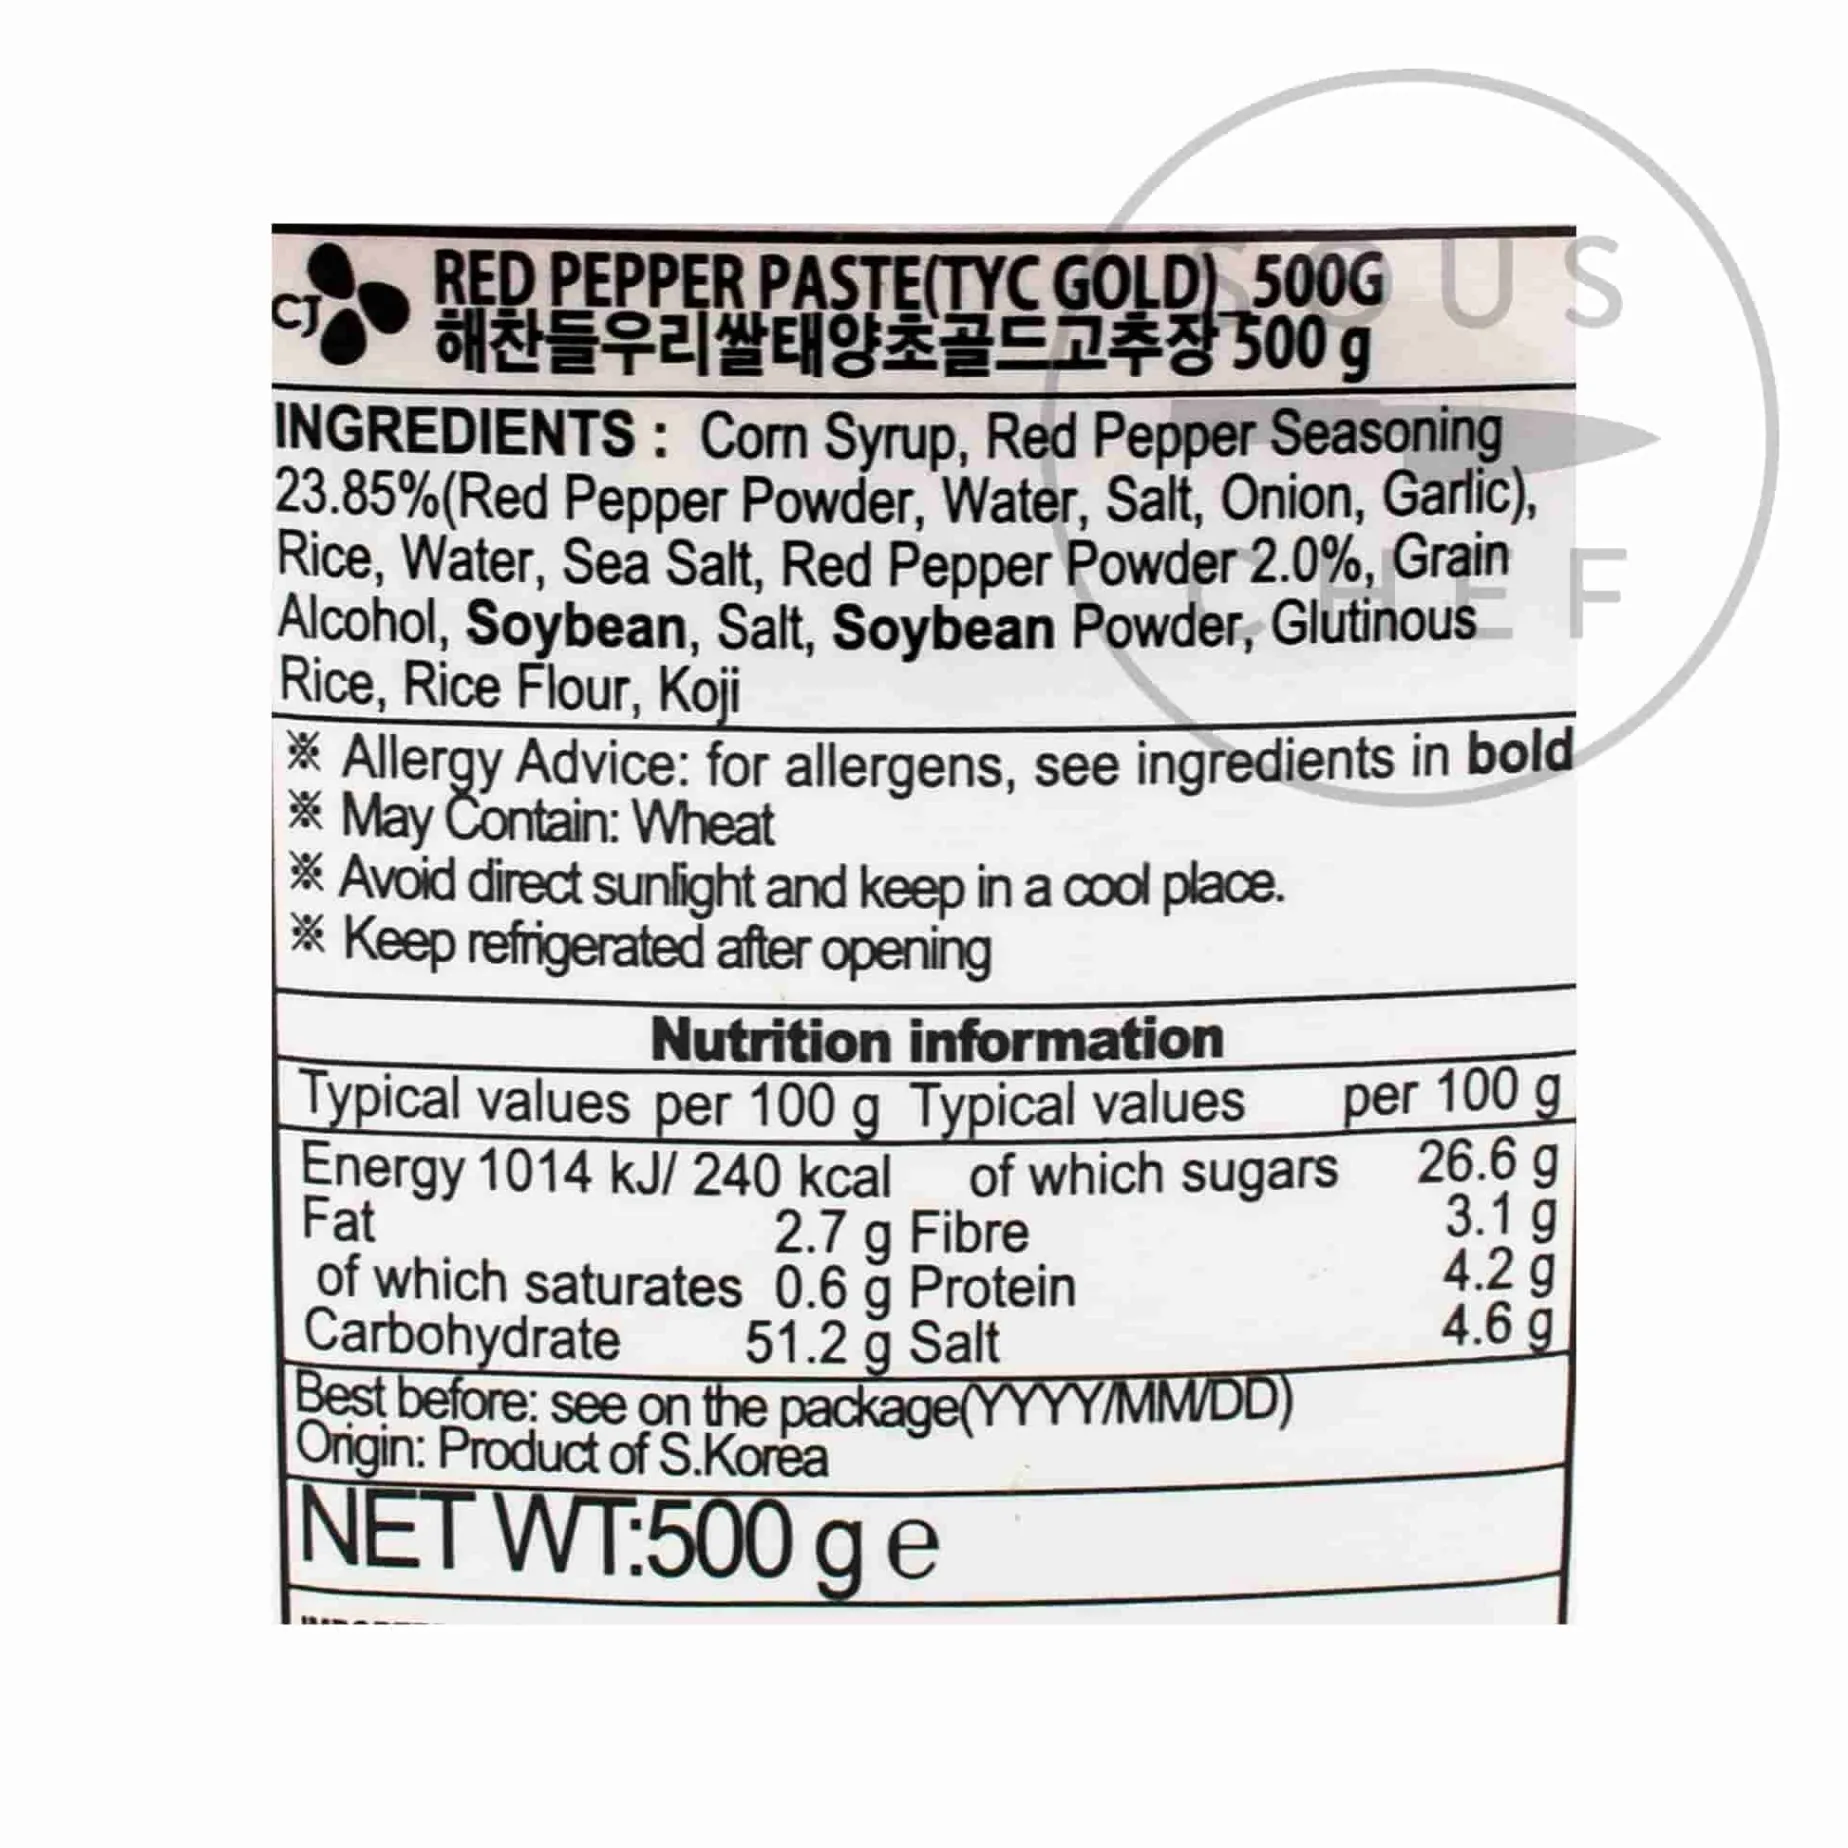 CJ
RED PEPPER PASTE(TYC GOLD)_500G
해찬들우리쌀태양초골드고추장 500 g
INGREDIENTS : Corn Syrup, Red Pepper Seasoning
23.85%(Red Pepper Powder, Water, Salt, Onion, Garlic),
Rice, Water, Sea Salt, Red Pepper Powder 2.0%, Grain
Alcohol, Soybean, Salt, Soybean Powder, Glutinous
Rice, Rice Flour, Koji
※ Allergy Advice: for allergens, see ingredients in bold
※ May Contain: Wheat
※ Avoid direct sunlight and keep in a cool place.
※ Keep refrigerated after opening
Nutrition information
Typical values per 100 g Typical values per 100 g
Energy 1014 kJ/ 240 kcal of which sugars 26.6 g
Fat 2.7 g Fibre 3.1 g
of which saturates 0.6 g Protein 4.2 g
Carbohydrate 51.2 g Salt 4.6 g
Best before: see on the package(YYYY/MM/DD)
Origin: Product of S.Korea
NET WT:500 g e
SOUS
CHEF